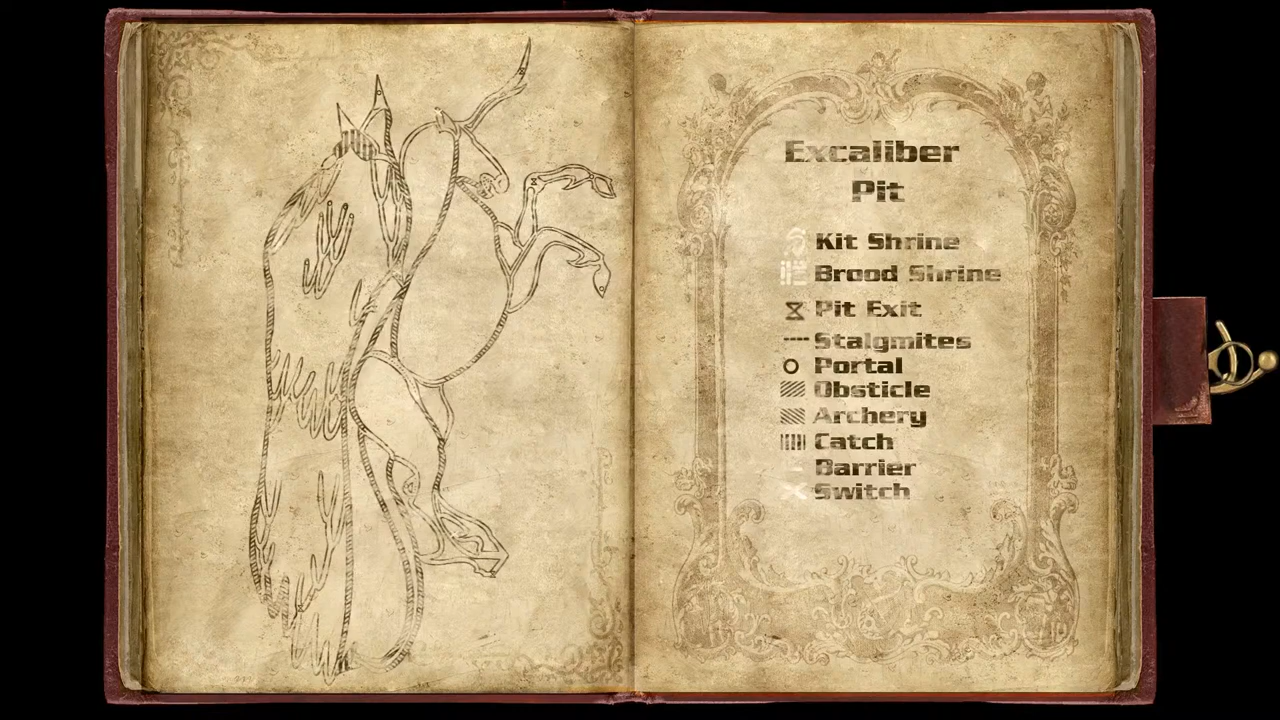 Excaliber
Pit
Kit Shrine
Brood Shrine
Pit Exit
Stalgmites
Portal
Obsticle
Archery
Catch
Barrier
Switch